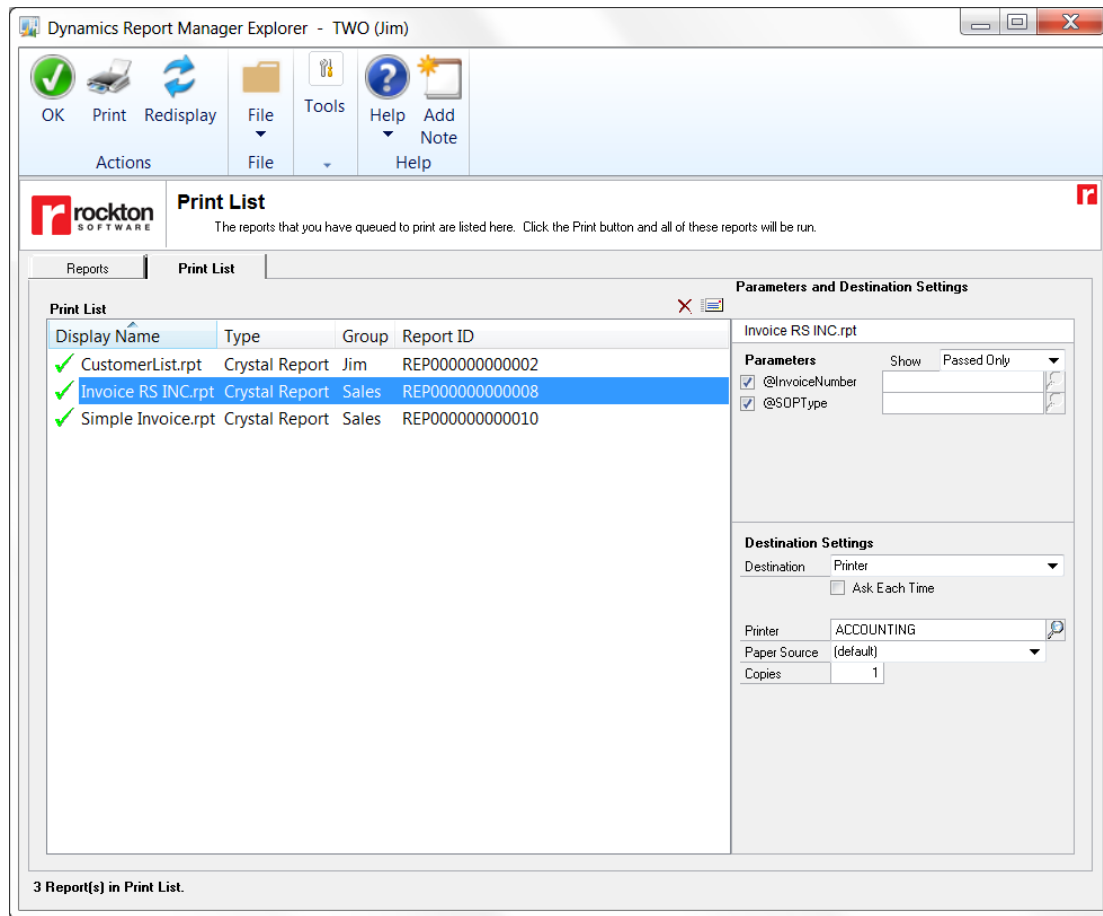 Dynamics Report Manager Explorer - TWO (Jim)
OK Print Redisplay File Tools Help Add Note
Actions File Help
rockton
SOFTWARE
Print List
The reports that you have queued to print are listed here. Click the Print button and all of these reports will be run.
Reports Print List
Print List
Display Name Type Group Report ID
CustomerList.rpt Crystal Report Jim REP000000000002
Invoice RS INC.rpt Crystal Report Sales REP000000000008
Simple Invoice.rpt Crystal Report Sales REP000000000010
Parameters and Destination Settings
Invoice RS INC.rpt
Parameters Show Passed Only
@InvoiceNumber
@SOPType
Destination Settings
Destination Printer
Ask Each Time
Printer ACCOUNTING
Paper Source (default)
Copies 1
3 Report(s) in Print List.